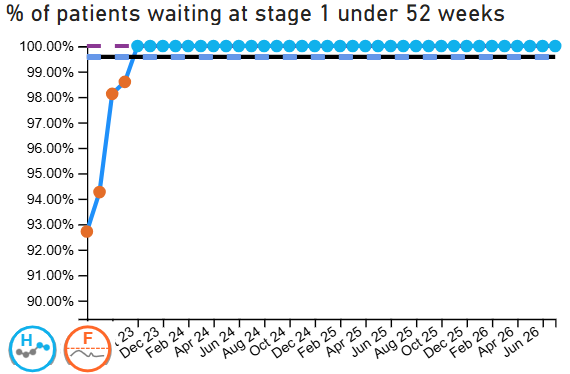 % of patients waiting at stage 1 under 52 weeks
100.00%
99.00%
98.00%
97.00%
96.00%
95.00%
94.00%
93.00%
92.00%
91.00%
90.00%
23
Dec 23
Feb 24
Apr 24
Jun 24
Aug 24
Oct 24
Dec 24
Feb 25
Apr 25
Jun 25
Aug 25
Oct 25
Dec 25
Feb 26
Apr 26
Jun 26
H
F